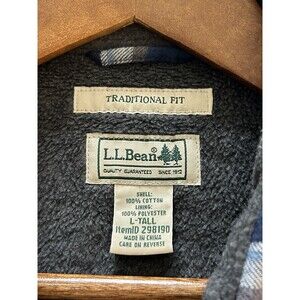 TRADITIONAL FIT
L.L.Bean
QUALITY GUARANTEED SINCE 1912
SHELL:
100% COTTON
LINING:
100% POLYESTER
L-TALL
ItemID 298190
MADE IN CHINA
CARE ON REVERSE